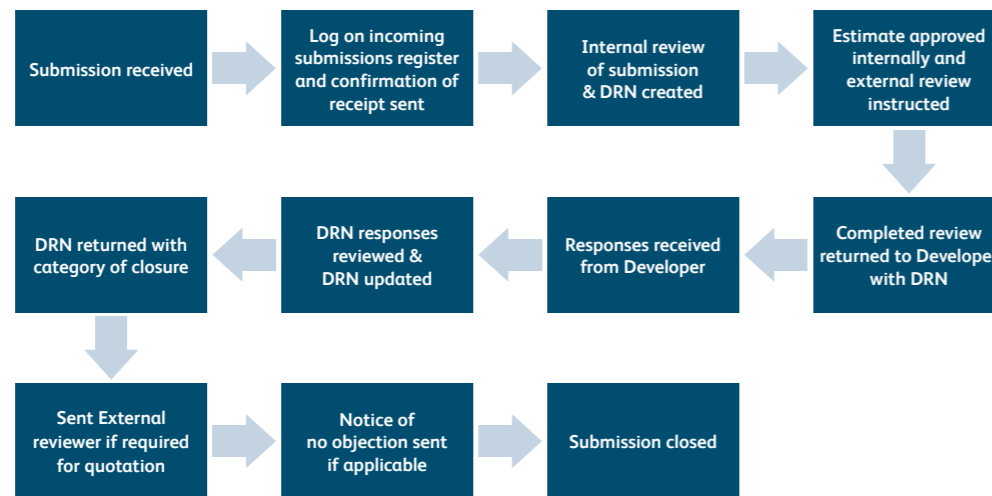 Submission received
Log on incoming
submissions register
and confirmation of
receipt sent
Internal review
of submission
& DRN created
Estimate approved
internally and
external review
instructed
Completed review
returned to Develope
with DRN
Responses received
from Developer
DRN responses
reviewed &
DRN updated
DRN returned with
category of closure
Sent External
reviewer if required
for quotation
Notice of
no objection sent
if applicable
Submission closed